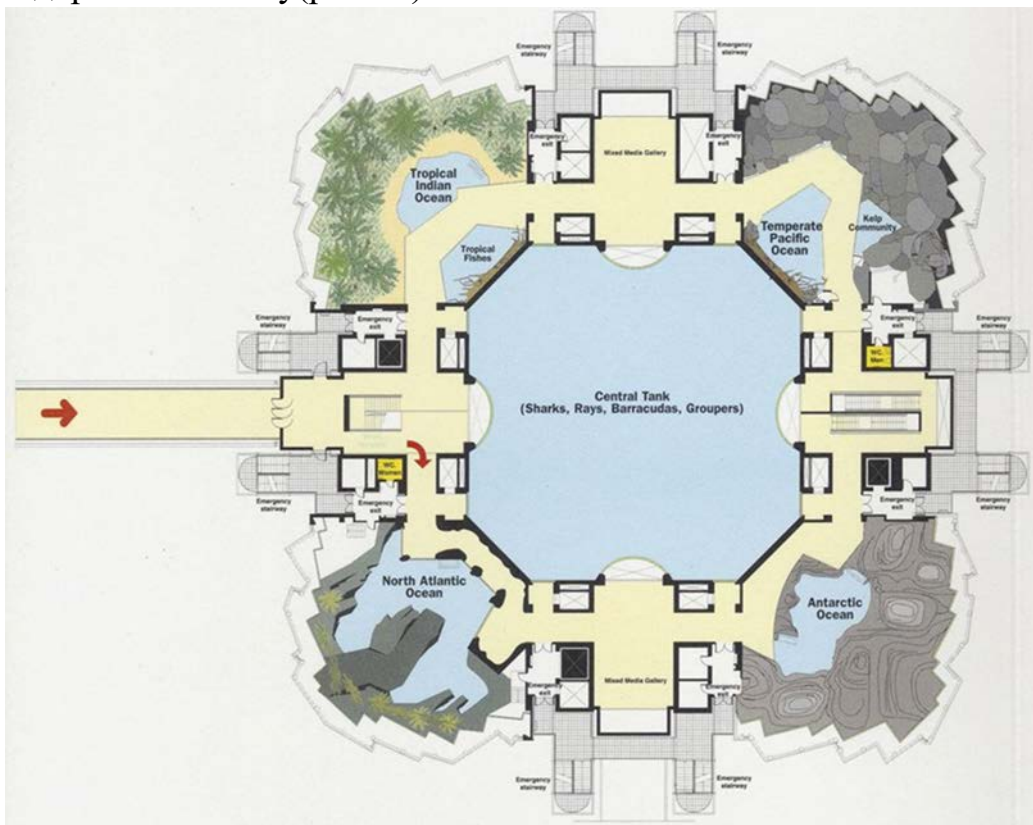 Emergency
stairway
Emergency
stairway
Emergency
exit
Mixed Media Gallery
Emergency
exit
Tropical
Indian
Ocean
Tropical
Fishes
Temperate
Pacific
Ocean
Kelp
Community
Emergency
stairway
Emergency
exit
Emergency
exit
Emergency
stairway
WC.
Men
Central Tank
(Sharks, Rays, Barracudas, Groupers)
WC.
Women
Emergency
stairway
Emergency
exit
Emergency
exit
Emergency
stairway
North Atlantic
Ocean
Antarctic
Ocean
Emergency
exit
Mixed Media Gallery
Emergency
exit
Emergency
stairway
Emergency
stairway